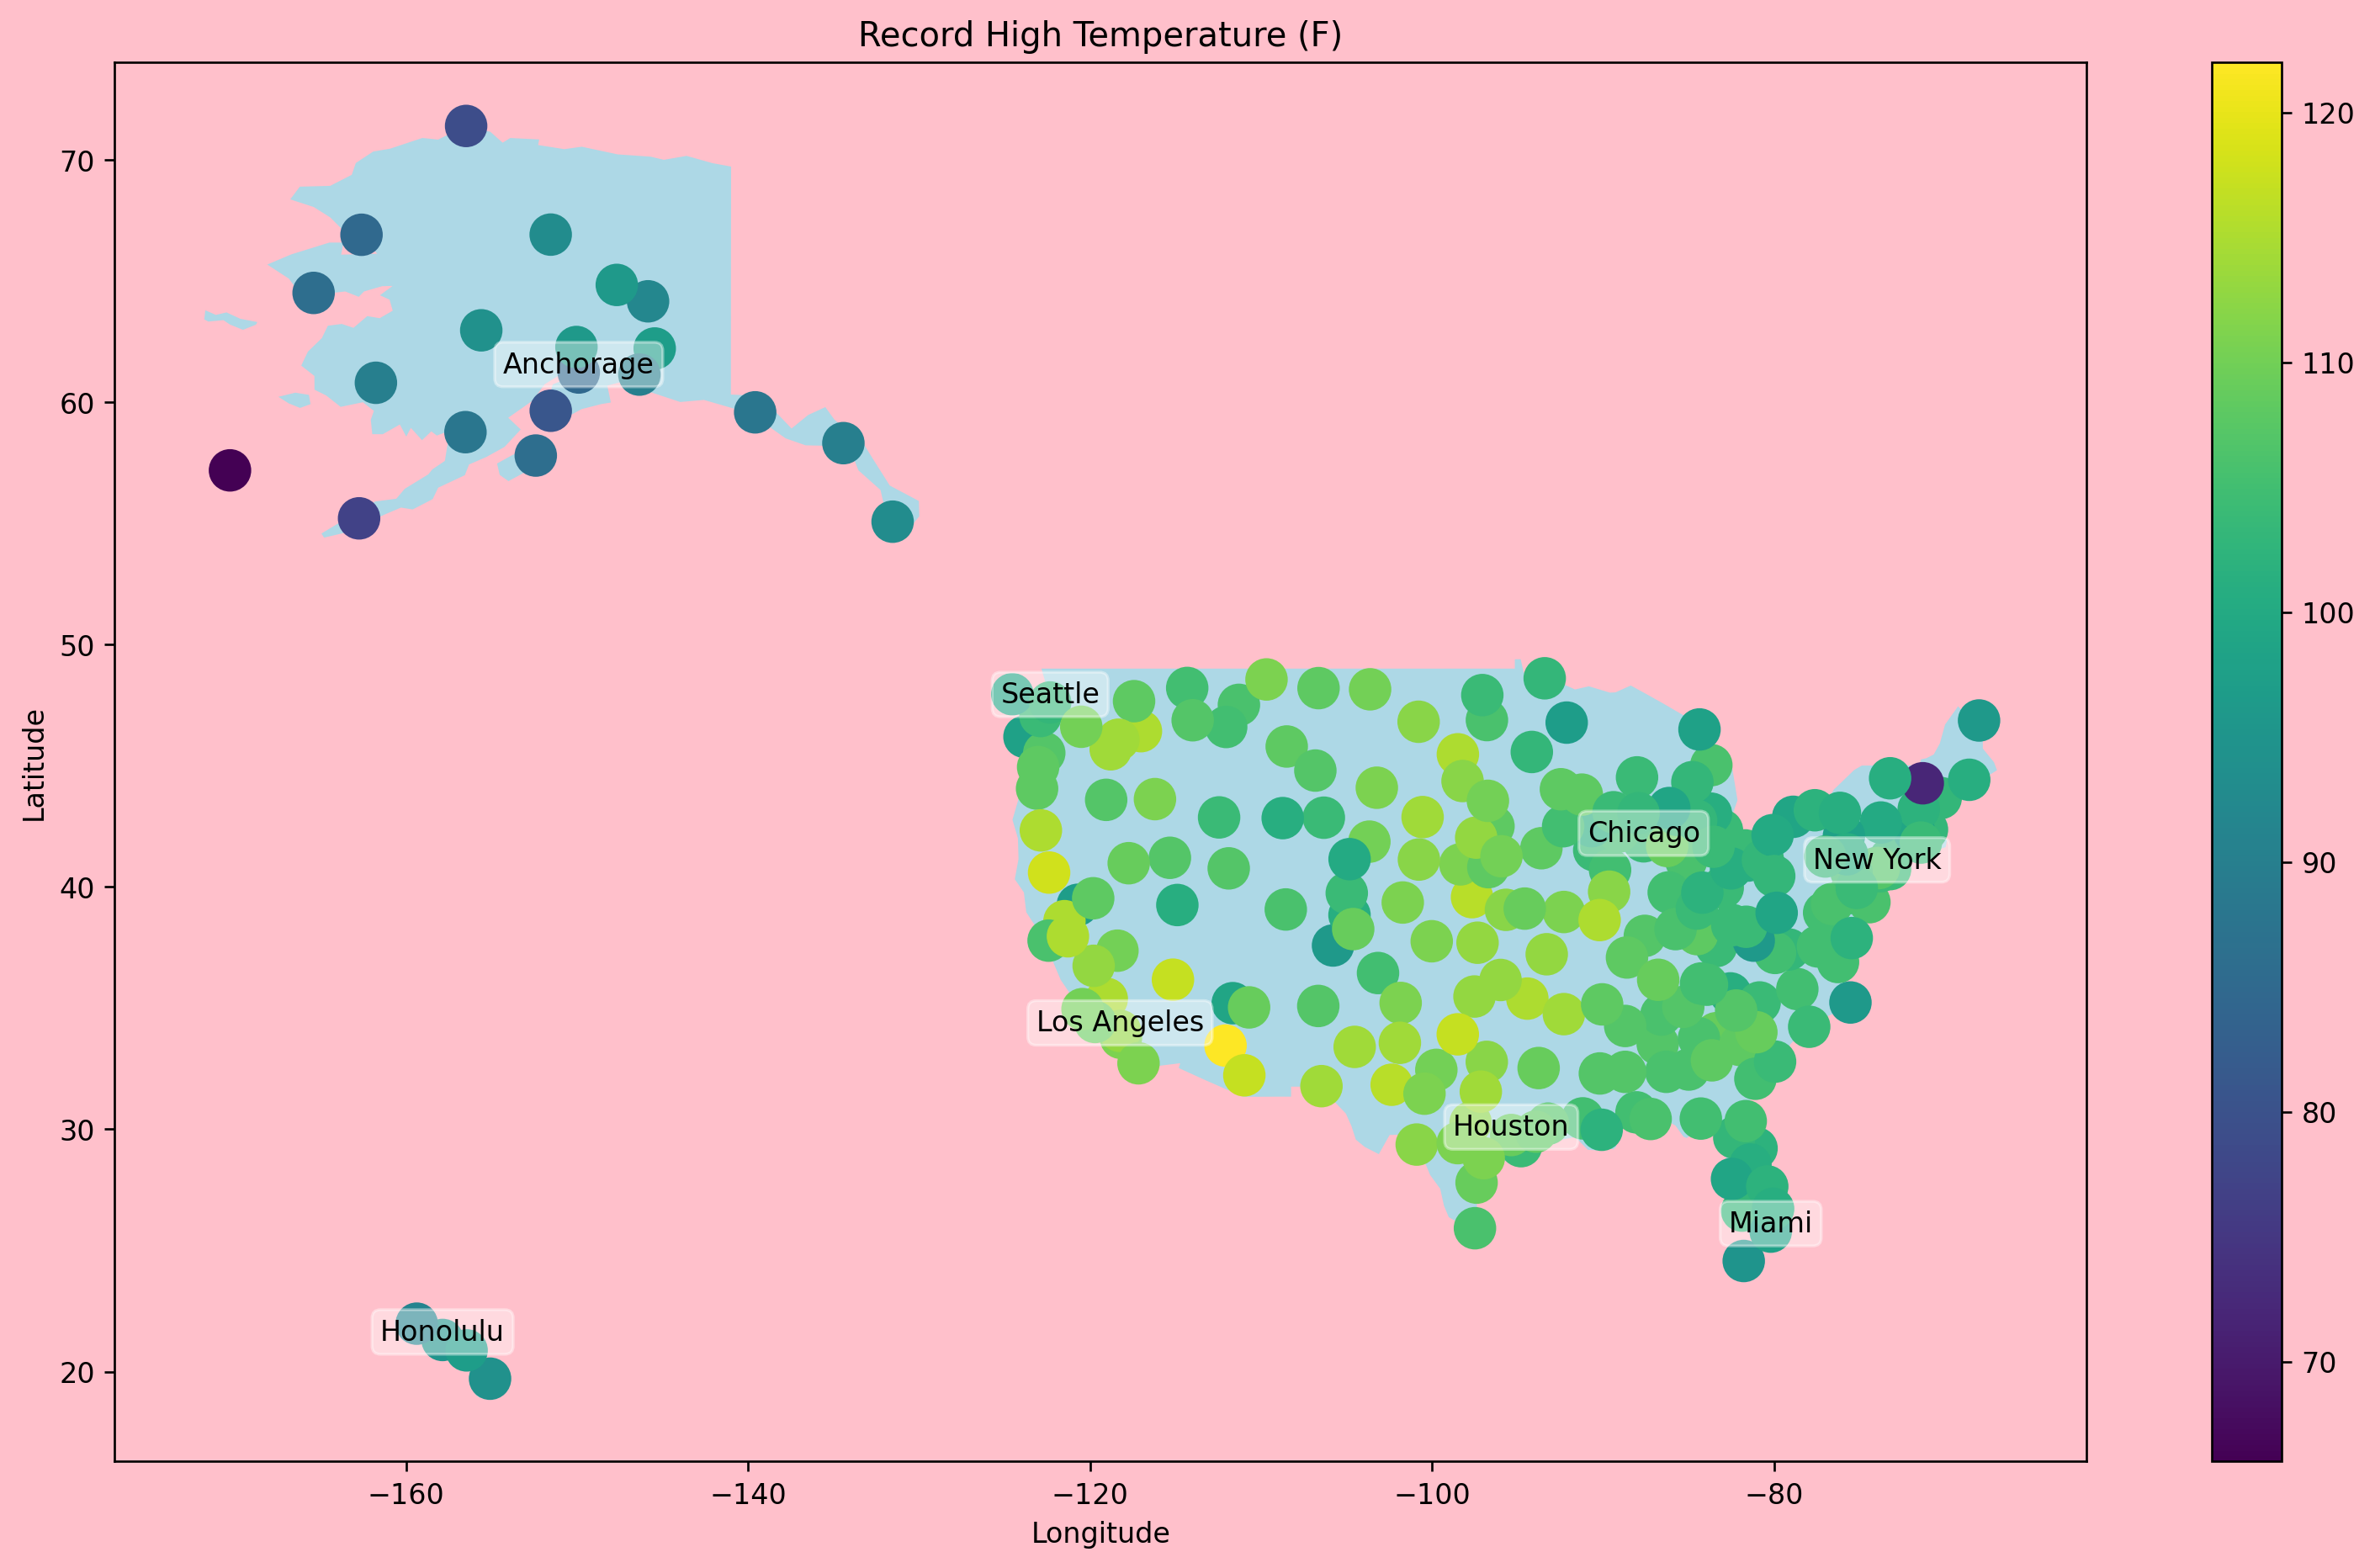 Record High Temperature (F)
70
60
50
40
30
20
Latitude
−160
−140
−120
−100
−80
Longitude
Anchorage
Seattle
Chicago
New York
Los Angeles
Houston
Miami
Honolulu
120
110
100
90
80
70